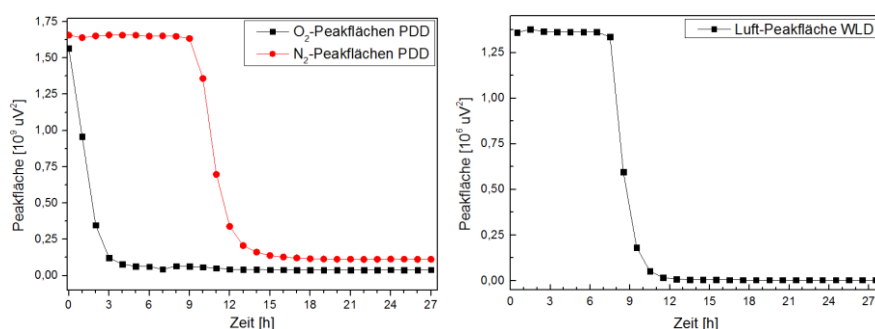 O₂-Peakflächen PDD
N₂-Peakflächen PDD
Peakfläche [10⁹ uV²]
1,75
1,50
1,25
1,00
0,75
0,50
0,25
0,00
0 3 6 9 12 15 18 21 24 27
Zeit [h]
Luft-Peakfläche WLD
Peakfläche [10⁶ uV²]
1,25
1,00
0,75
0,50
0,25
0,00
0 3 6 9 12 15 18 21 24 27
Zeit [h]